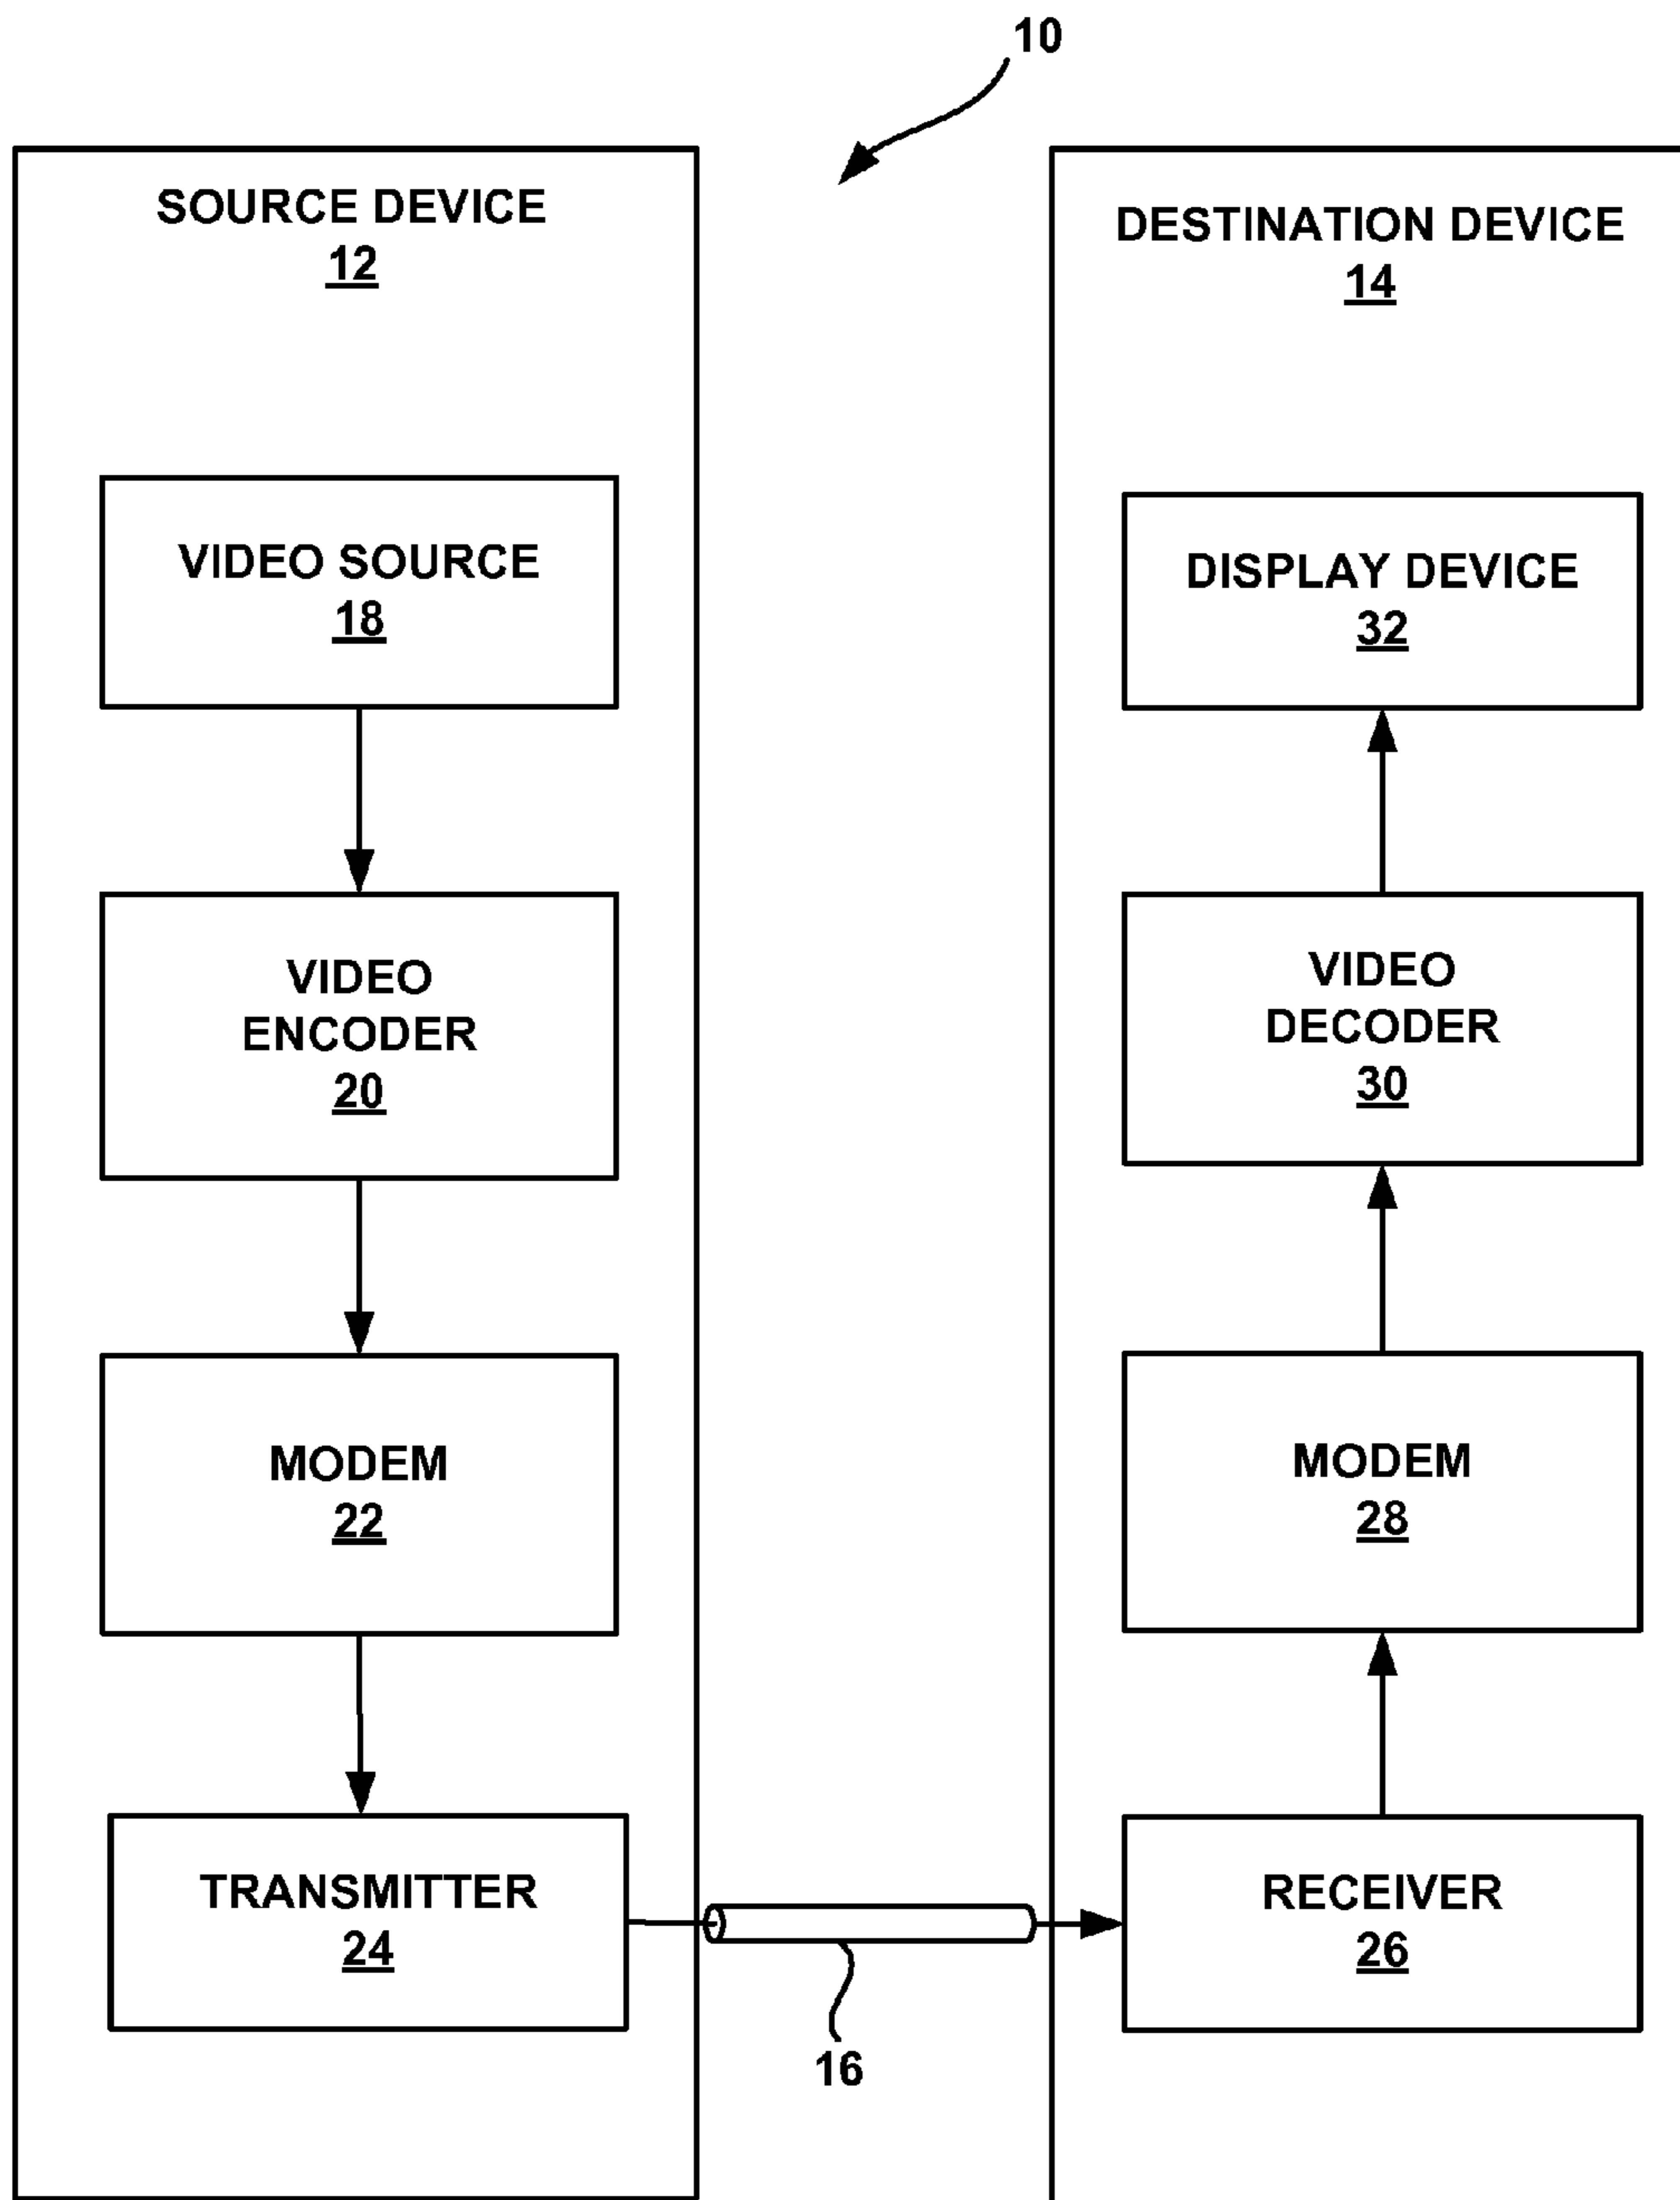 10
SOURCE DEVICE
12
VIDEO SOURCE
18
VIDEO
ENCODER
20
MODEM
22
TRANSMITTER
24
16
DESTINATION DEVICE
14
DISPLAY DEVICE
32
VIDEO
DECODER
30
MODEM
28
RECEIVER
26